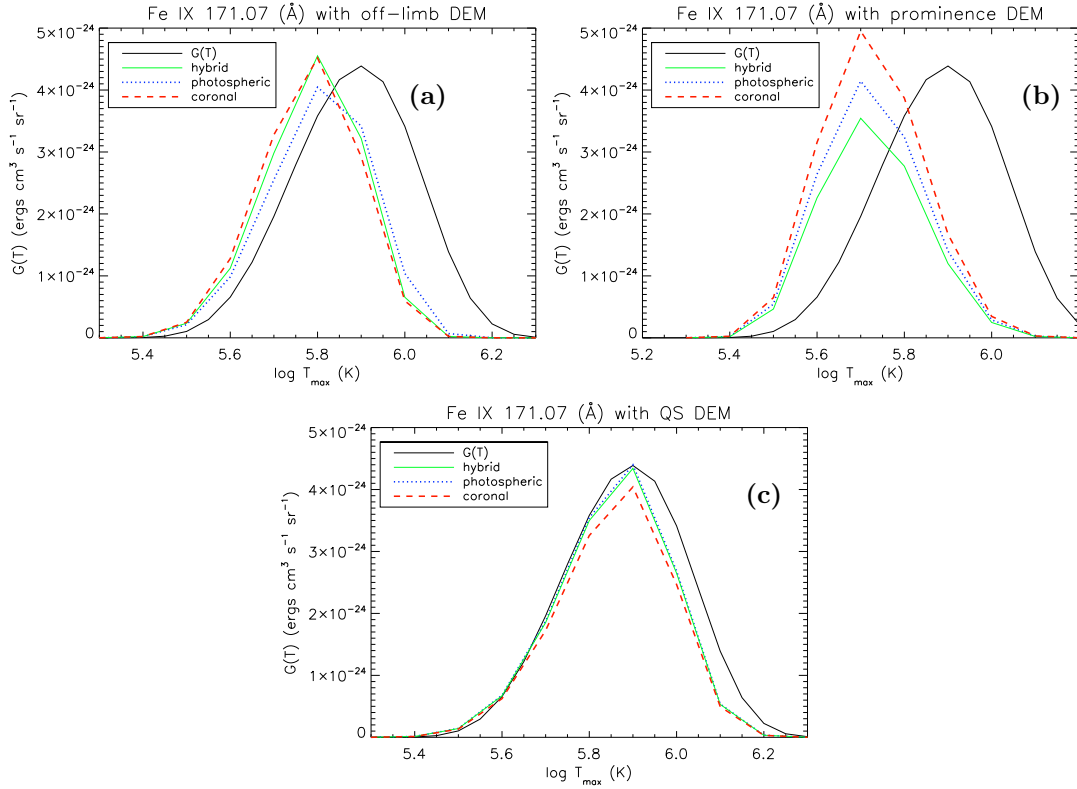 Fe IX 171.07 (Å) with off-limb DEM
G(T) (ergs cm³ s⁻¹ sr⁻¹)
5×10⁻²⁴
4×10⁻²⁴
3×10⁻²⁴
2×10⁻²⁴
1×10⁻²⁴
0
G(T)
hybrid
photospheric
coronal
(a)
5.4 5.6 5.8 6.0 6.2
log T_max (K)
Fe IX 171.07 (Å) with prominence DEM
G(T) (ergs cm³ s⁻¹ sr⁻¹)
5×10⁻²⁴
4×10⁻²⁴
3×10⁻²⁴
2×10⁻²⁴
1×10⁻²⁴
0
G(T)
hybrid
photospheric
coronal
(b)
5.2 5.4 5.6 5.8 6.0
log T_max (K)
Fe IX 171.07 (Å) with QS DEM
G(T) (ergs cm³ s⁻¹ sr⁻¹)
5×10⁻²⁴
4×10⁻²⁴
3×10⁻²⁴
2×10⁻²⁴
1×10⁻²⁴
0
G(T)
hybrid
photospheric
coronal
(c)
5.4 5.6 5.8 6.0 6.2
log T_max (K)